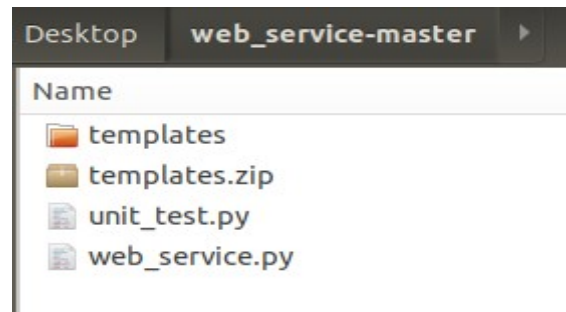 Desktop web_service-master
Name
templates
templates.zip
unit_test.py
web_service.py